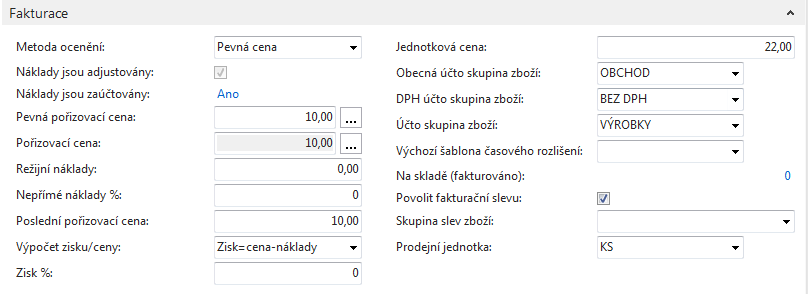 Fakturace
Metoda ocenění: Pevná cena
Náklady jsou adjustovány:
Náklady jsou zaúčtovány: Ano
Pevná pořizovací cena: 10,00 ...
Pořizovací cena: 10,00 ...
Režijní náklady: 0,00
Nepřímé náklady %: 0
Poslední pořizovací cena: 10,00
Výpočet zisku/ceny: Zisk=cena-náklady
Zisk %: 0
Jednotková cena: 22,00
Obecná účto skupina zboží: OBCHOD
DPH účto skupina zboží: BEZ DPH
Účto skupina zboží: VÝROBKY
Výchozí šablona časového rozlišení:
Na skladě (fakturováno): 0
Povolit fakturační slevu:
Skupina slev zboží:
Prodejní jednotka: KS